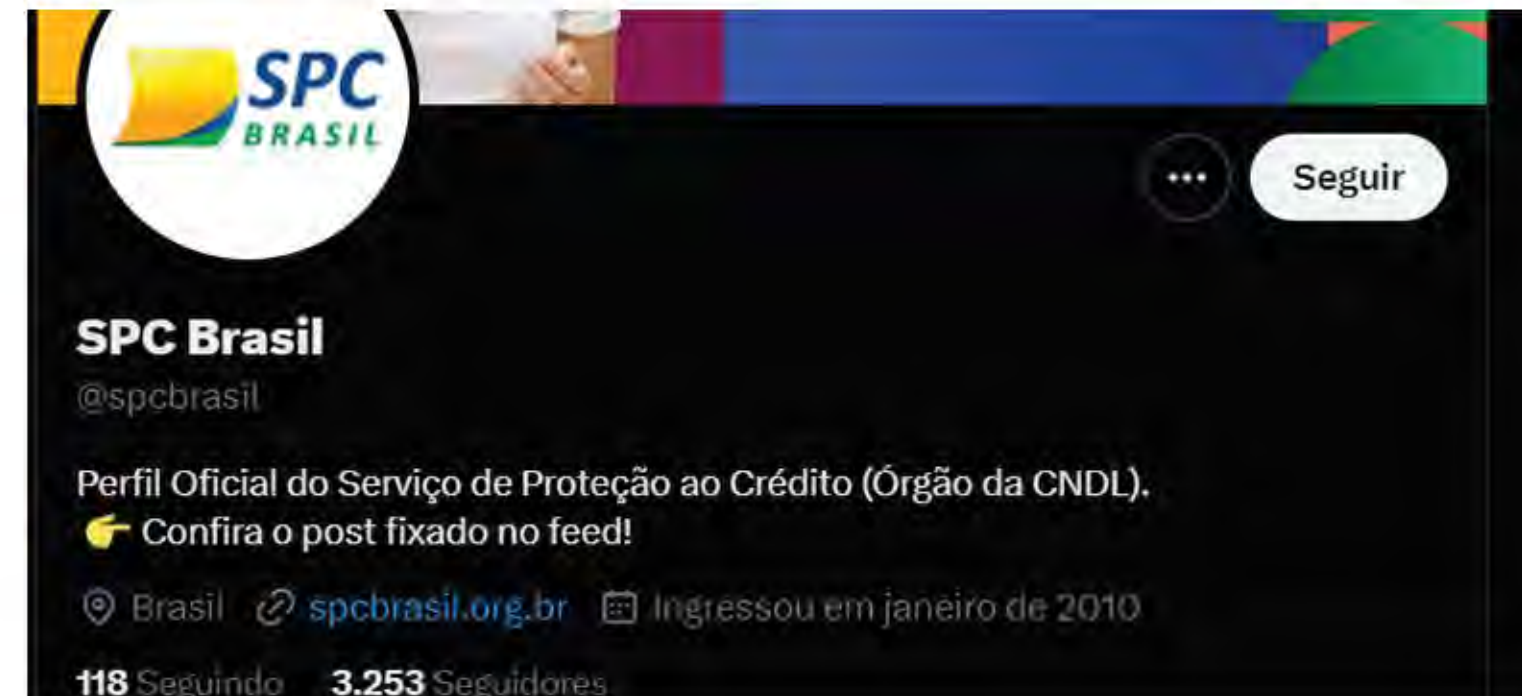 SPC
BRASIL
Seguir
SPC Brasil
@spcbrasil
Perfil Oficial do Serviço de Proteção ao Crédito (Órgão da CNDL).
👉 Confira o post fixado no feed!
Brasil spcbrasil.org.br Ingressou em janeiro de 2010
118 Seguindo 3.253 Seguidores